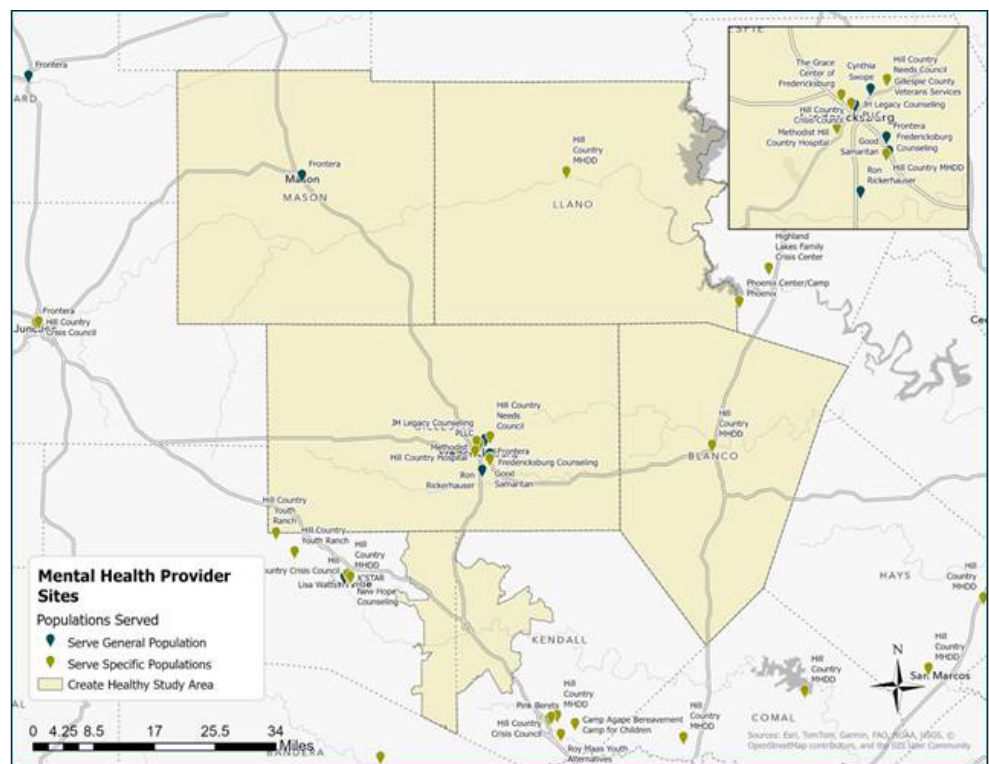 Frontera
ARD
Frontera
Mason
MASON
Hill
Country
MHDD
LLANO
ESPIE
The Grace
Center of
Fredericksburg
Cynthia
Swope
Hill Country
Needs Council
Gillespie County
Veterans Services
JH Legacy Counseling
PLLC
Hill Country
Crisis Council
Methodist Hill
Country Hospital
Good
Samaritan
Frontera
Fredericksburg
Counseling
Hill Country MHDD
Ron
Rickerhauser
Highland
Lakes Family
Crisis Center
Phoenix Center/Camp
Phoenix
Frontera
Hill Country
Crisis Council
Hill Country
Needs
Council
JH Legacy Counseling
PLLC
Methodist
Hill Country Hospital
Frontera
Fredericksburg Counseling
Ron
Rickerhauser
Good
Samaritan
Hill
Country
MHDD
BLANCO
Hill Country
Youth
Ranch
Hill Country
Youth Ranch
Hill
Country
MHDD
Hill
ountry Crisis Council
K'STAR
New Hope
Counseling
KENDALL
HAYS
Hill
Country
MHDD
Hill
Country
MHDD
San Marcos
Hill
Country
MHDD
COMAL
Hill
Country
MHDD
Pink Berets
Hill Country
Crisis Council
Camp Agape Bereavement
Camp for Children
Roy Maas Youth
Alternatives
Hill
Country
MHDD
N
Mental Health Provider
Sites
Populations Served
Serve General Population
Serve Specific Populations
Create Healthy Study Area
0 4.25 8.5 17 25.5 34
Miles
Sources: Esri, TomTom, Garmin, FAO, NOAA, USGS, ©
OpenStreetMap contributors, and the GIS User Community